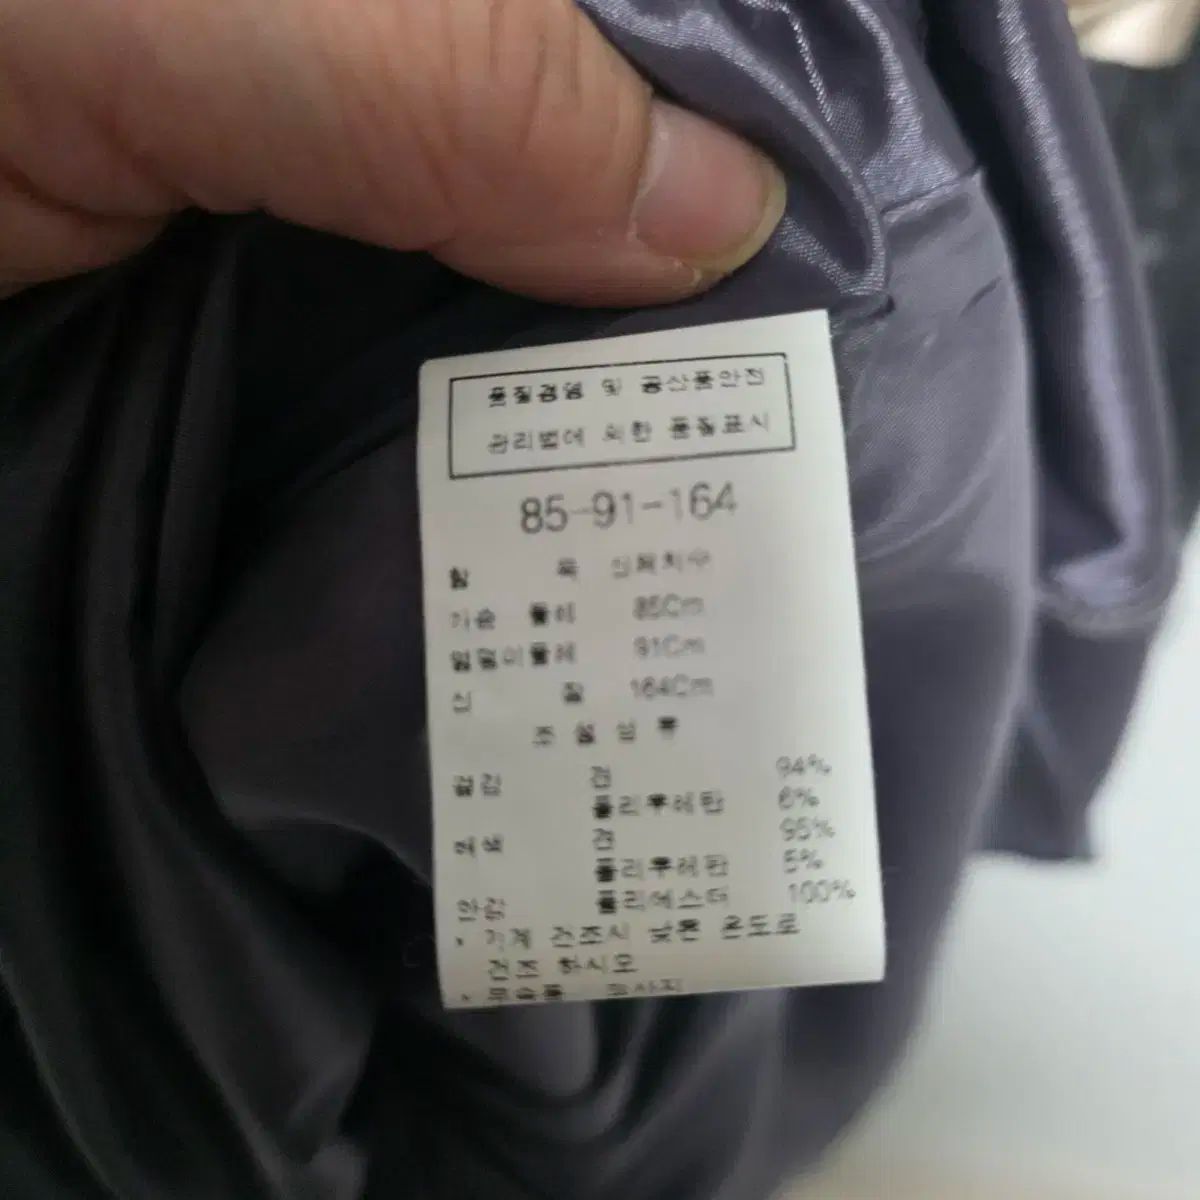 품질경영 및 공산품안전
관리법에 의한 품질표시
85-91-164
항 목 신체치수
가슴 둘레 85Cm
엉덩이둘레 91Cm
신 장 164Cm
조 성 섬 유
겉감 면 94%
폴리우레탄 6%
배색 면 95%
폴리우레탄 5%
안감 폴리에스터 100%
* 기계 건조시 낮은 온도로
건조 하시오